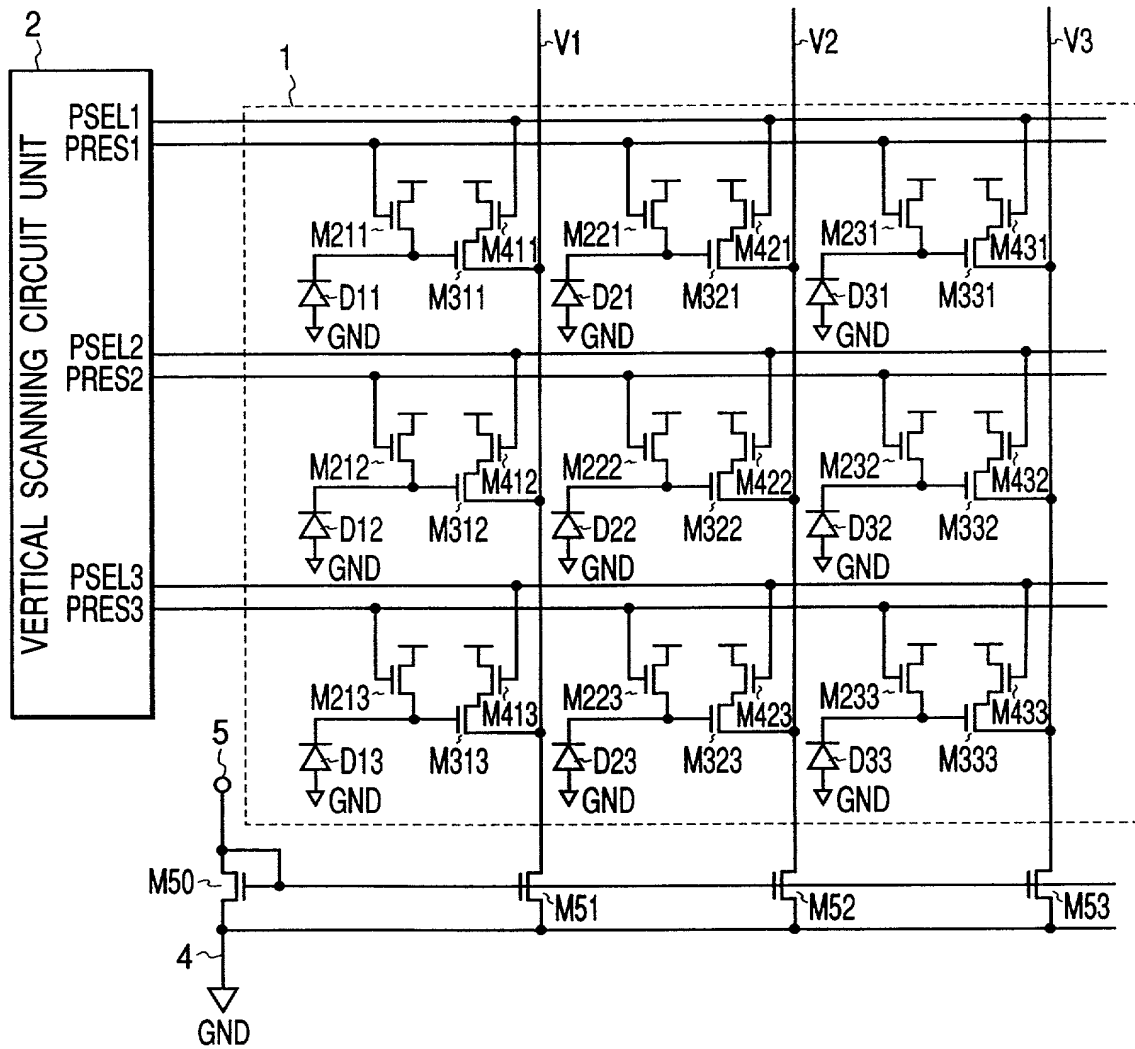 2
VERTICAL SCANNING CIRCUIT UNIT
1
V1
V2
V3
PSEL1
PRES1
M211
M411
M221
M421
M231
M431
D11
M311
D21
M321
D31
M331
GND
GND
GND
PSEL2
PRES2
M212
M412
M222
M422
M232
M432
D12
M312
D22
M322
D32
M332
GND
GND
GND
PSEL3
PRES3
M213
M413
M223
M423
M233
M433
D13
M313
D23
M323
D33
M333
GND
GND
GND
5
M50
M51
M52
M53
4
GND